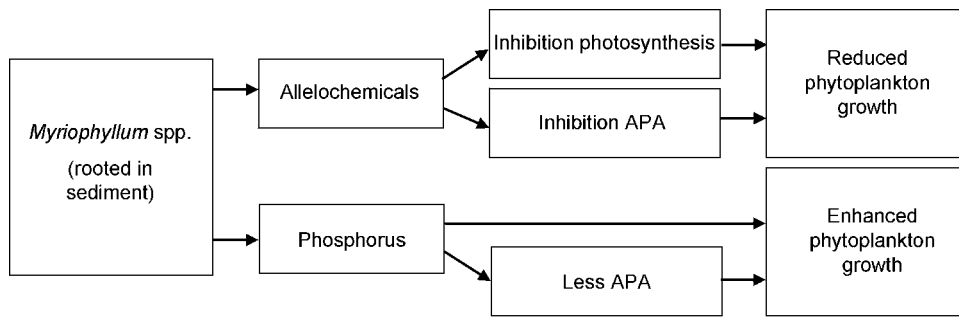 Myriophyllum spp.
(rooted in
sediment)
Allelochemicals
Inhibition photosynthesis
Inhibition APA
Reduced
phytoplankton
growth
Phosphorus
Less APA
Enhanced
phytoplankton
growth